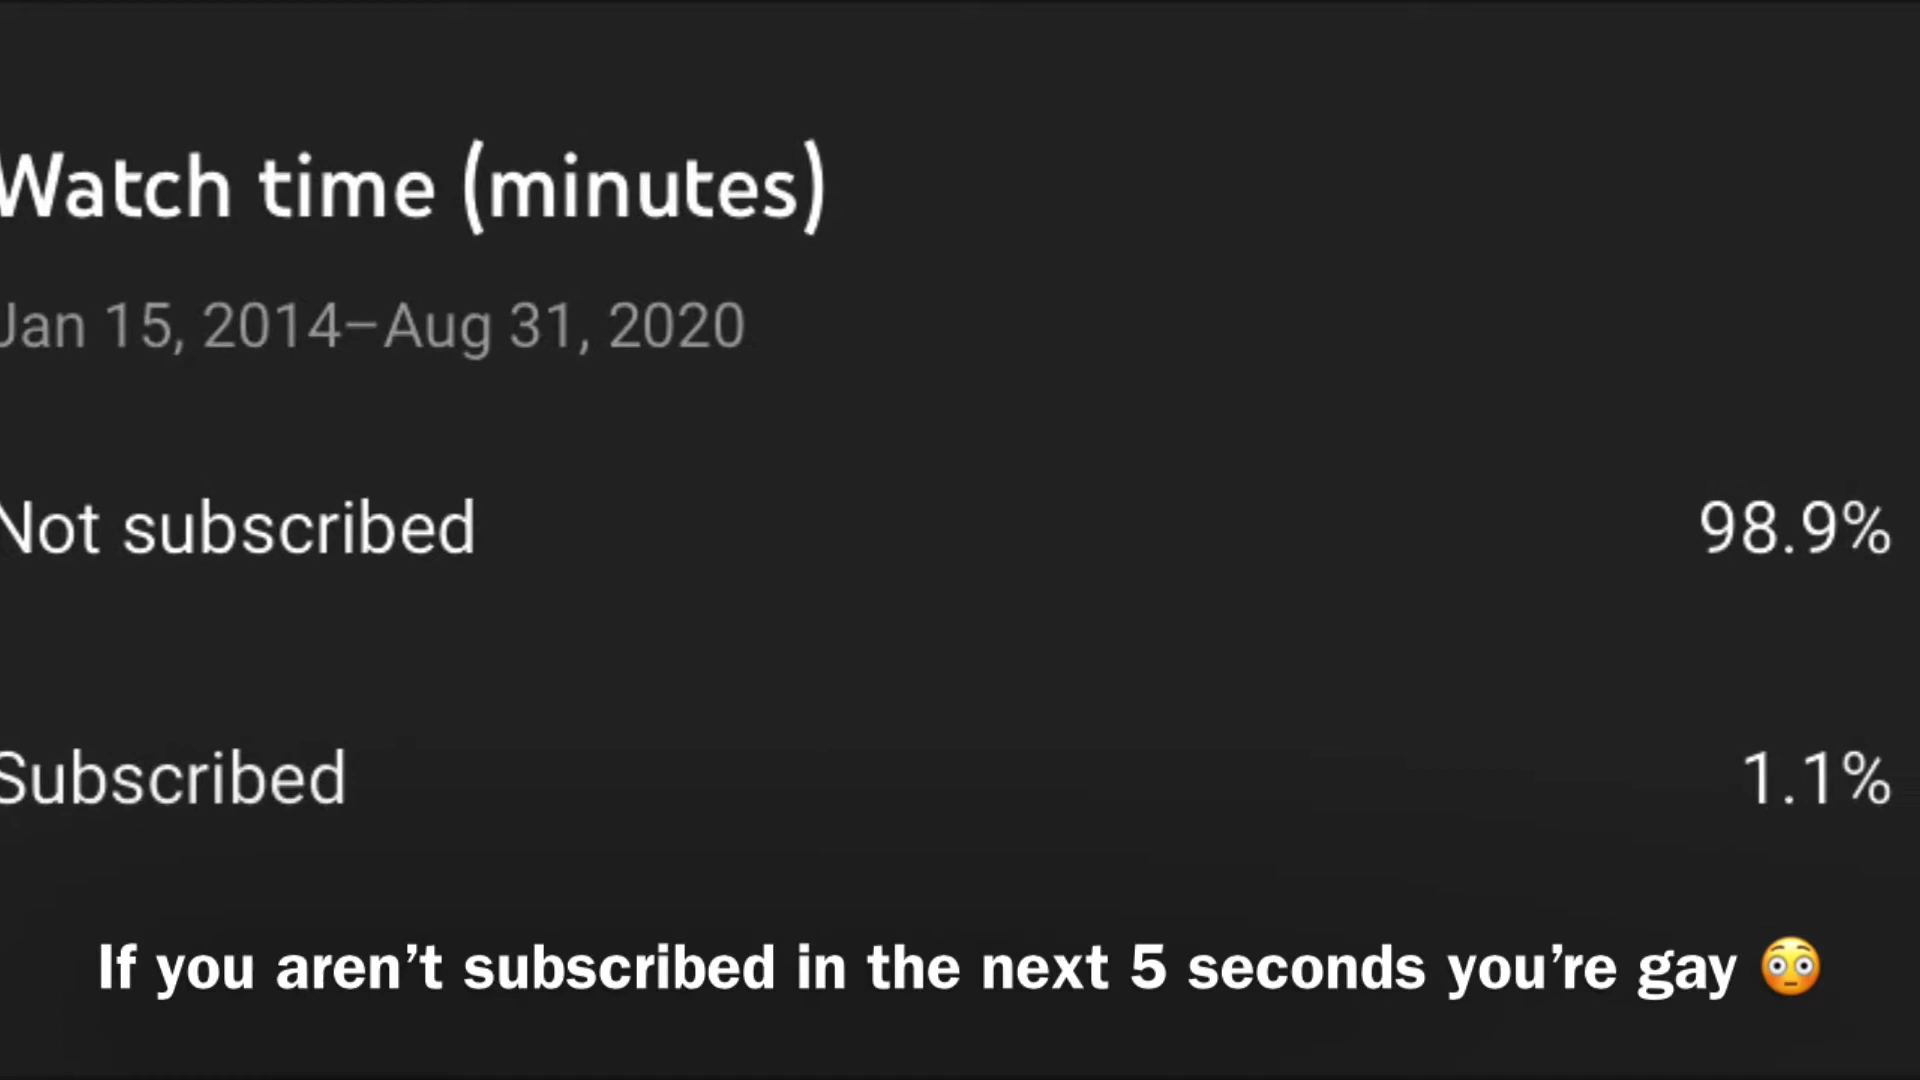 Watch time (minutes)
Jan 15, 2014–Aug 31, 2020
Not subscribed 98.9%
Subscribed 1.1%
If you aren’t subscribed in the next 5 seconds you’re gay 😳